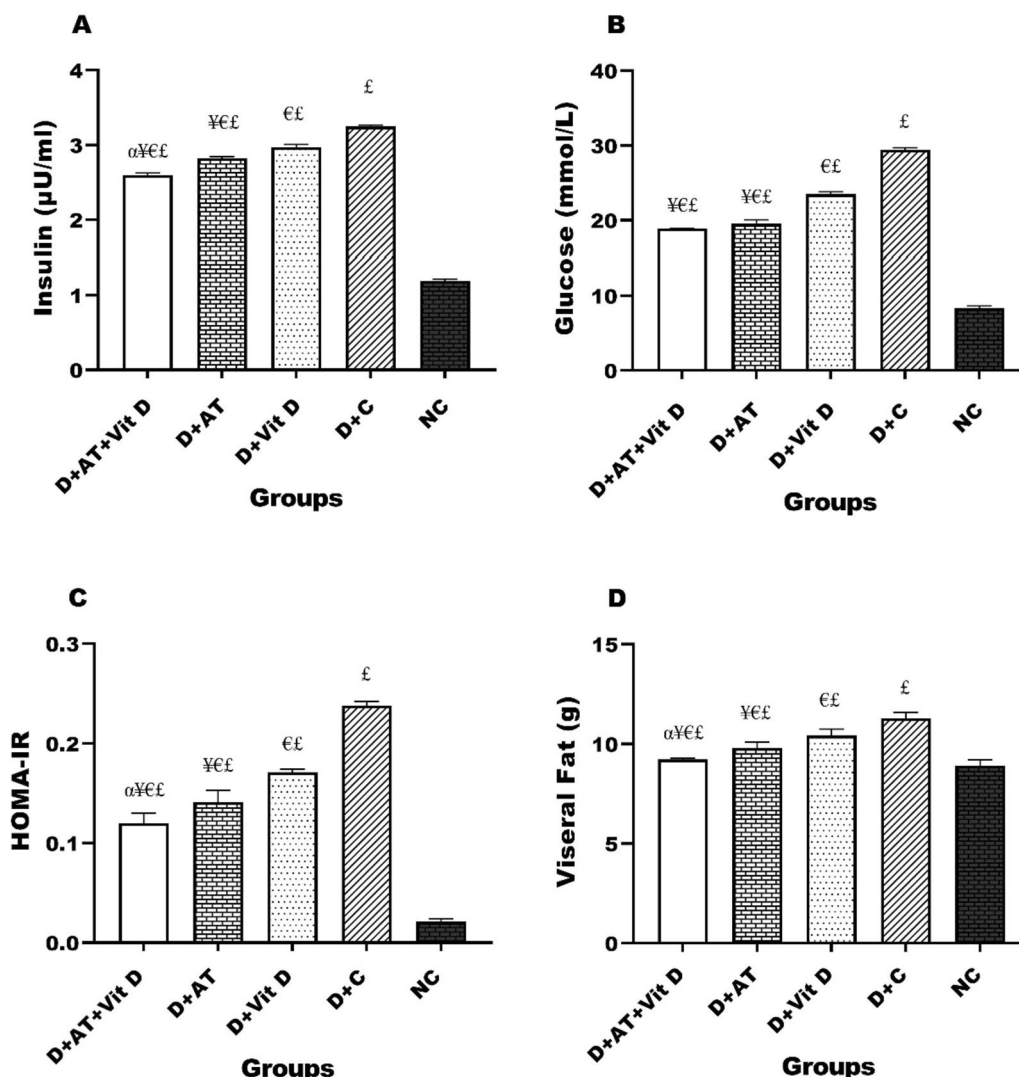 A
Insulin (µU/ml)
4
3
2
1
0
α¥€£
¥€£
€£
£
D+AT+Vit D
D+AT
D+Vit D
D+C
NC
Groups
B
Glucose (mmol/L)
40
30
20
10
0
¥€£
¥€£
€£
£
D+AT+Vit D
D+AT
D+Vit D
D+C
NC
Groups
C
HOMA-IR
0.3
0.2
0.1
0.0
α¥€£
¥€£
€£
£
D+AT+Vit D
D+AT
D+Vit D
D+C
NC
Groups
D
Viseral Fat (g)
15
10
5
0
α¥€£
¥€£
€£
£
D+AT+Vit D
D+AT
D+Vit D
D+C
NC
Groups